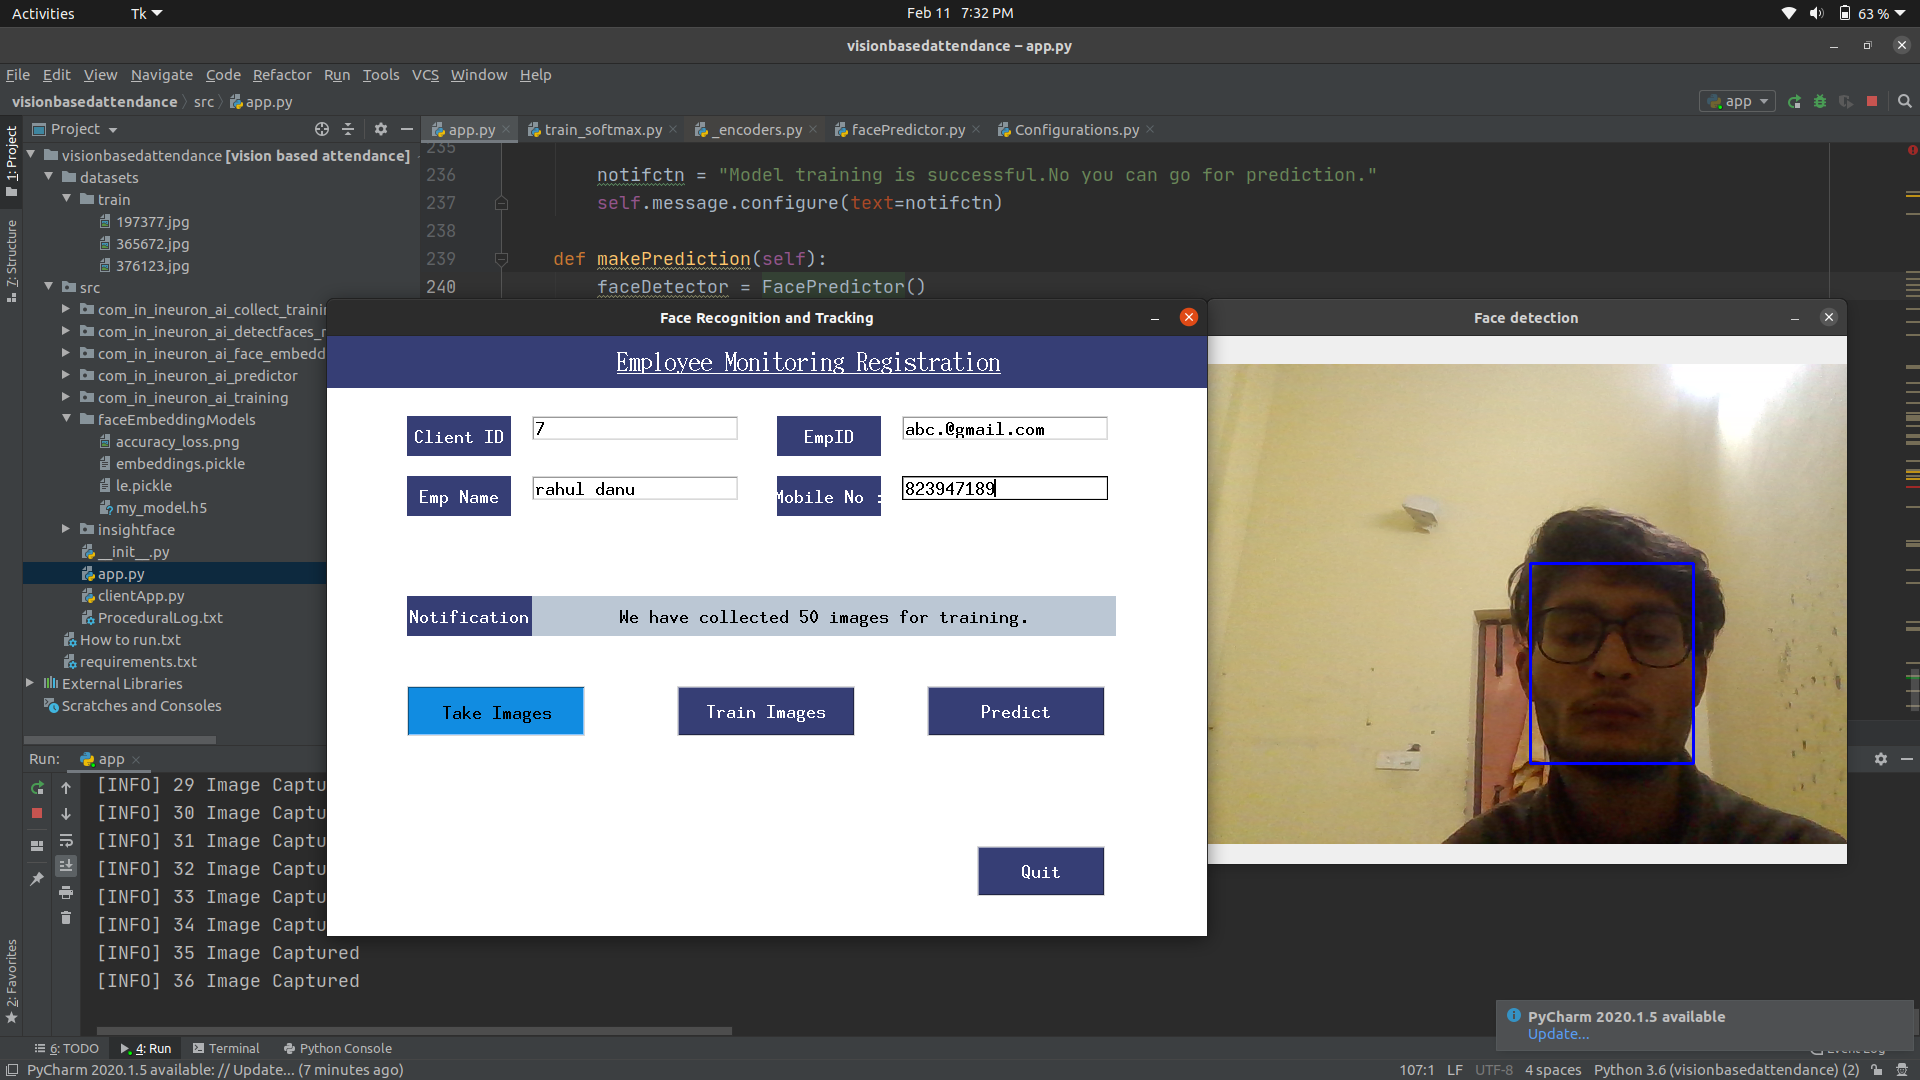 Activities
Tk
Feb 11 7:32 PM
63 %
visionbasedattendance – app.py
File Edit View Navigate Code Refactor Run Tools VCS Window Help
visionbasedattendance src app.py
app
Project
app.py
train_softmax.py
_encoders.py
facePredictor.py
Configurations.py
1: Project
7: Structure
2: Favorites
visionbasedattendance [vision based attendance]
datasets
train
197377.jpg
365672.jpg
376123.jpg
src
com_in_ineuron_ai_collect_trainin
com_in_ineuron_ai_detectfaces_
com_in_ineuron_ai_face_embedd
com_in_ineuron_ai_predictor
com_in_ineuron_ai_training
faceEmbeddingModels
accuracy_loss.png
embeddings.pickle
le.pickle
my_model.h5
insightface
__init__.py
app.py
clientApp.py
ProceduralLog.txt
How to run.txt
requirements.txt
External Libraries
Scratches and Consoles
235
236 notifctn = "Model training is successful.No you can go for prediction."
237 self.message.configure(text=notifctn)
238
239 def makePrediction(self):
240 faceDetector = FacePredictor()
Face Recognition and Tracking
Employee Monitoring Registration
Client ID 7
EmpID abc.@gmail.com
Emp Name rahul danu
Mobile No : 823947189
Notification We have collected 50 images for training.
Take Images
Train Images
Predict
Quit
Face detection
Run: app
[INFO] 29 Image Captu
[INFO] 30 Image Captu
[INFO] 31 Image Captu
[INFO] 32 Image Captu
[INFO] 33 Image Captu
[INFO] 34 Image Captu
[INFO] 35 Image Captured
[INFO] 36 Image Captured
PyCharm 2020.1.5 available
Update...
6: TODO
4: Run
Terminal
Python Console
Event Log
PyCharm 2020.1.5 available: // Update... (7 minutes ago)
107:1 LF UTF-8 4 spaces Python 3.6 (visionbasedattendance) (2)